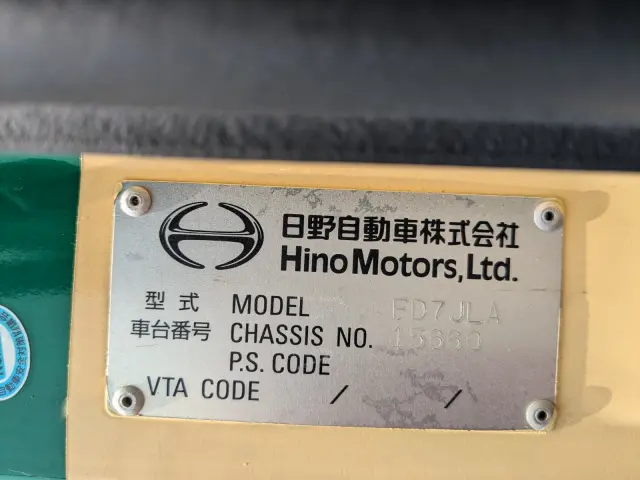 日野自動車株式会社
Hino Motors, Ltd.
型式 MODEL FD7JLA
車台番号 CHASSIS NO. 15660
P.S. CODE
VTA CODE / /